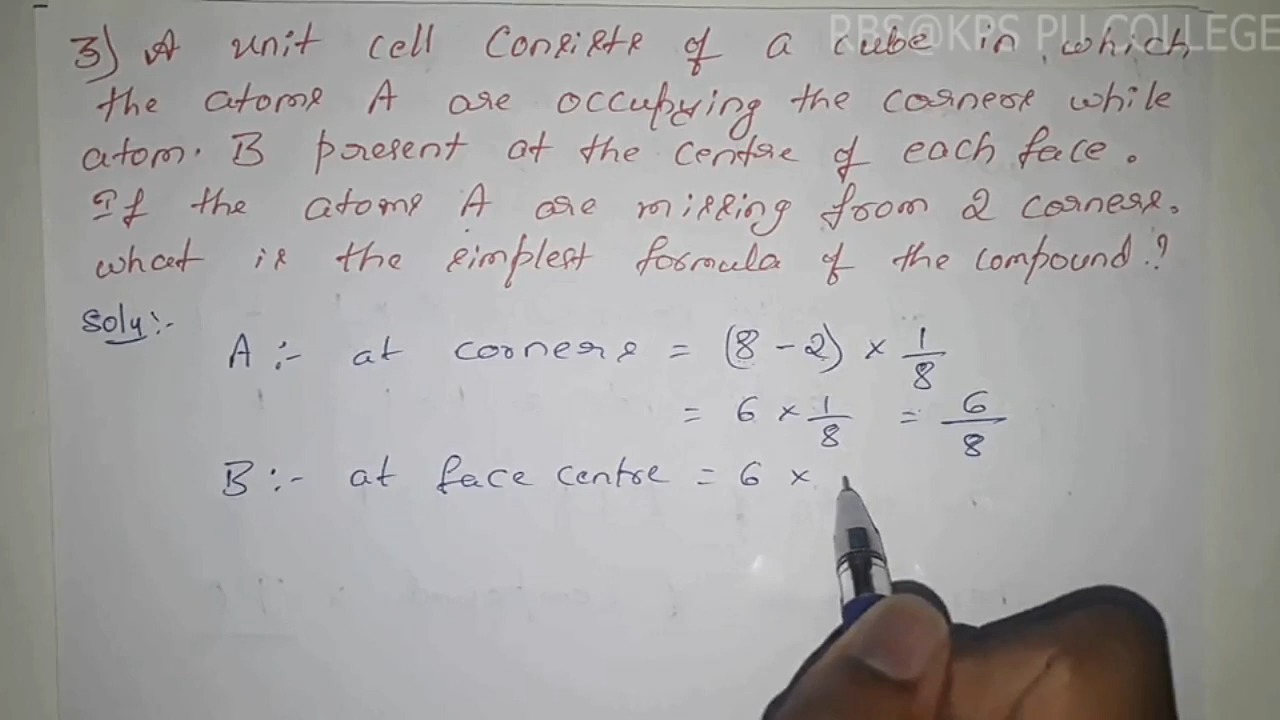 RBS@KPS PU COLLEGE
3) A unit cell Consists of a cube in which
the atoms A are occupying the corners while
atom. B present at the centre of each face.
If the atoms A are missing from 2 corners.
what is the simplest formula of the compound.?
Soln:-
A :- at corners = (8 - 2) × 1/8
= 6 × 1/8 = 6/8
B :- at face centre = 6 ×